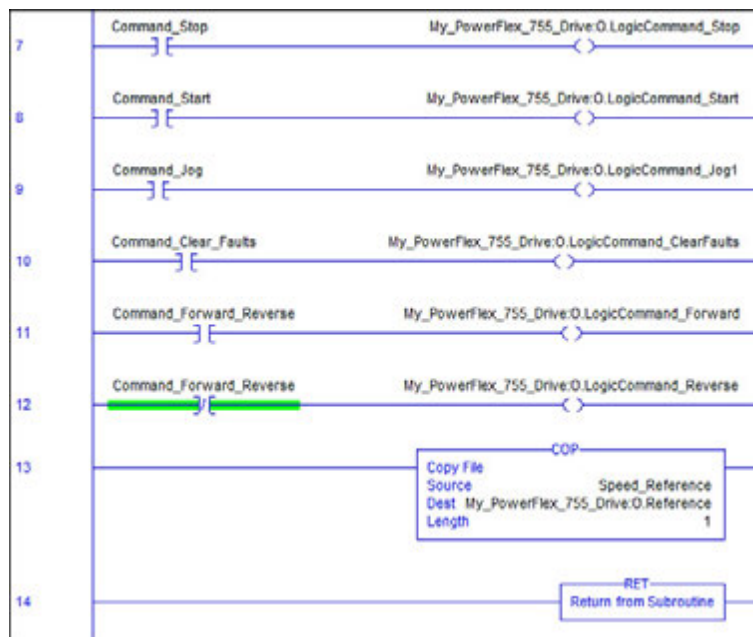 Command_Stop My_PowerFlex_755_Drive:O.LogicCommand_Stop
7
Command_Start My_PowerFlex_755_Drive:O.LogicCommand_Start
8
Command_Jog My_PowerFlex_755_Drive:O.LogicCommand_Jog1
9
Command_Clear_Faults My_PowerFlex_755_Drive:O.LogicCommand_ClearFaults
10
Command_Forward_Reverse My_PowerFlex_755_Drive:O.LogicCommand_Forward
11
Command_Forward_Reverse My_PowerFlex_755_Drive:O.LogicCommand_Reverse
12
COP
13
Copy File
Source Speed_Reference
Dest My_PowerFlex_755_Drive:O.Reference
Length 1
RET
14 Return from Subroutine